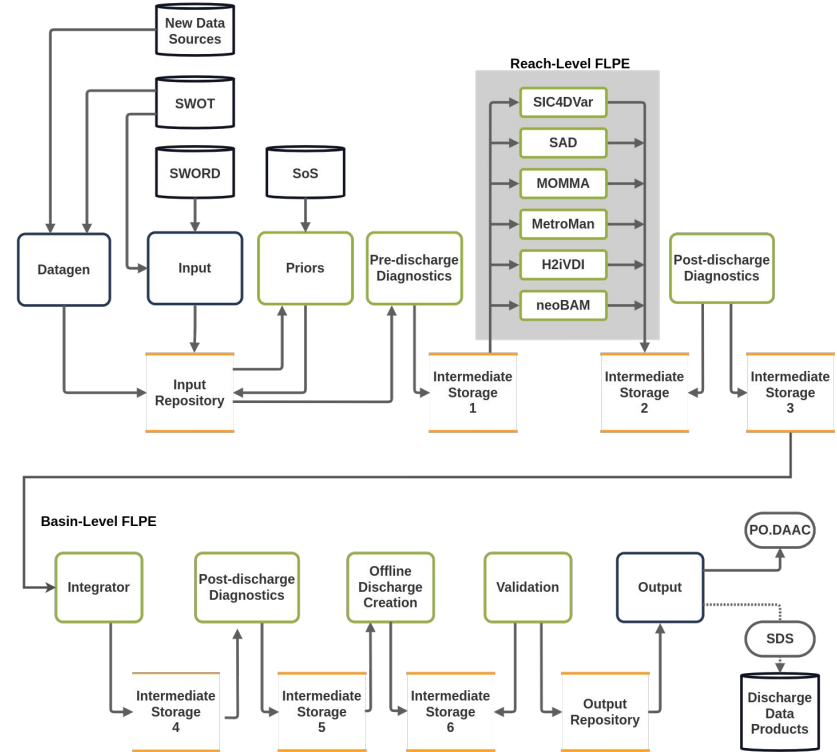 New Data
Sources
SWOT
SWORD
SoS
Reach-Level FLPE
SIC4DVar
SAD
MOMMA
MetroMan
H2iVDI
neoBAM
Datagen
Input
Priors
Pre-discharge
Diagnostics
Post-discharge
Diagnostics
Input
Repository
Intermediate
Storage
1
Intermediate
Storage
2
Intermediate
Storage
3
Basin-Level FLPE
Integrator
Post-discharge
Diagnostics
Offline
Discharge
Creation
Validation
Output
PO.DAAC
SDS
Intermediate
Storage
4
Intermediate
Storage
5
Intermediate
Storage
6
Output
Repository
Discharge
Data
Products